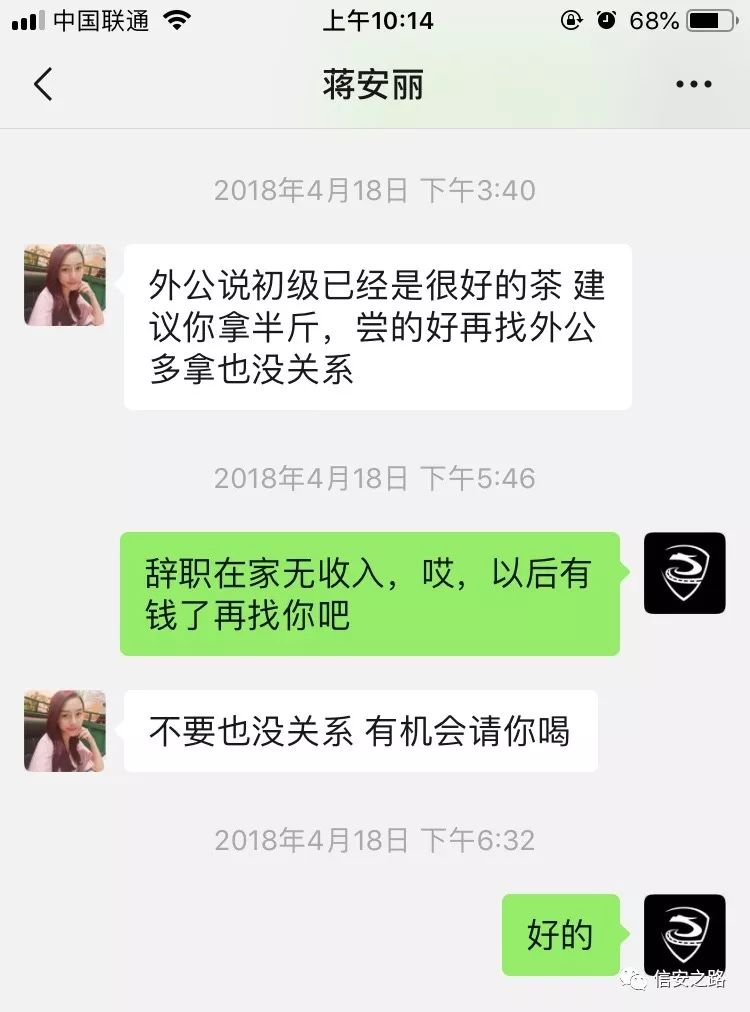 中国联通
上午10:14
68%
蒋安丽
2018年4月18日 下午3:40
外公说初级已经是很好的茶 建
议你拿半斤，尝的好再找外公
多拿也没关系
2018年4月18日 下午5:46
辞职在家无收入，哎，以后有
钱了再找你吧
不要也没关系 有机会请你喝
2018年4月18日 下午6:32
好的
信安之路